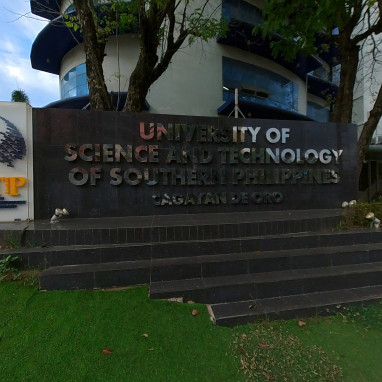 UNIVERSITY OF
SCIENCE AND TECHNOLOGY
OF SOUTHERN PHILIPPINES
CAGAYAN DE ORO